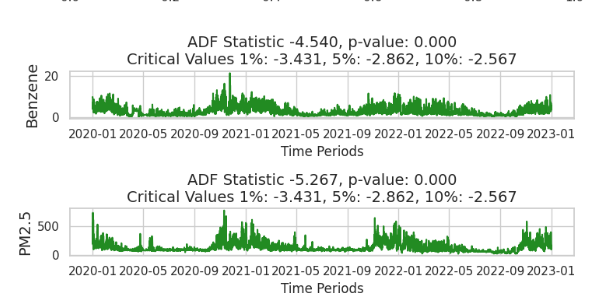 ADF Statistic -4.540, p-value: 0.000
Critical Values 1%: -3.431, 5%: -2.862, 10%: -2.567
Benzene
20
0
2020-01 2020-05 2020-09 2021-01 2021-05 2021-09 2022-01 2022-05 2022-09 2023-01
Time Periods
ADF Statistic -5.267, p-value: 0.000
Critical Values 1%: -3.431, 5%: -2.862, 10%: -2.567
PM2.5
500
0
2020-01 2020-05 2020-09 2021-01 2021-05 2021-09 2022-01 2022-05 2022-09 2023-01
Time Periods